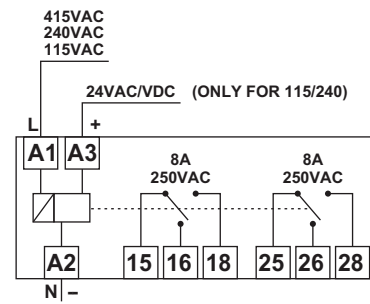 415VAC
240VAC
115VAC
24VAC/VDC (ONLY FOR 115/240)
L +
A1 A3
8A 8A
250VAC 250VAC
A2 15 16 18 25 26 28
N –